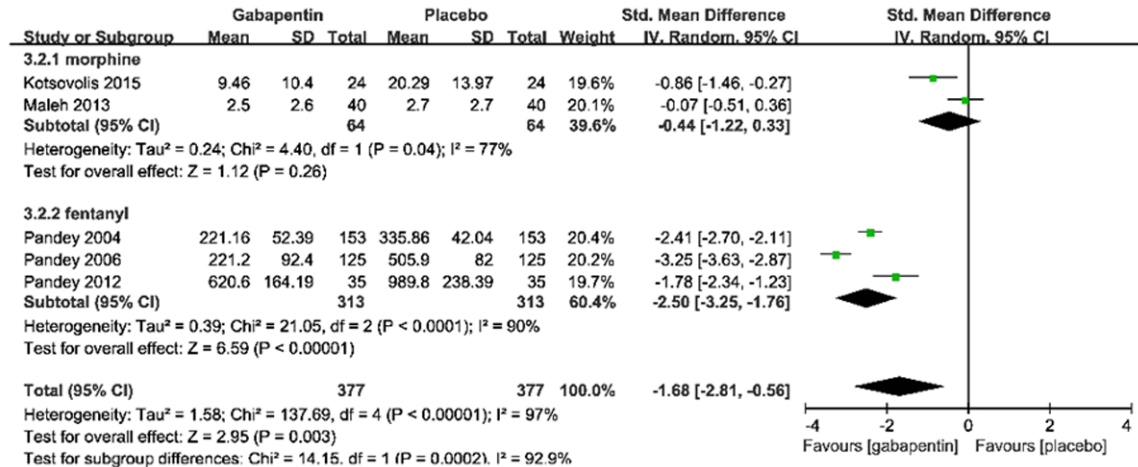 Gabapentin Placebo Std. Mean Difference Std. Mean Difference
Study or Subgroup Mean SD Total Mean SD Total Weight IV. Random. 95% CI IV. Random. 95% CI
3.2.1 morphine
Kotsovolis 2015 9.46 10.4 24 20.29 13.97 24 19.6% -0.86 [-1.46, -0.27]
Maleh 2013 2.5 2.6 40 2.7 2.7 40 20.1% -0.07 [-0.51, 0.36]
Subtotal (95% CI) 64 64 39.6% -0.44 [-1.22, 0.33]
Heterogeneity: Tau² = 0.24; Chi² = 4.40, df = 1 (P = 0.04); I² = 77%
Test for overall effect: Z = 1.12 (P = 0.26)
3.2.2 fentanyl
Pandey 2004 221.16 52.39 153 335.86 42.04 153 20.4% -2.41 [-2.70, -2.11]
Pandey 2006 221.2 92.4 125 505.9 82 125 20.2% -3.25 [-3.63, -2.87]
Pandey 2012 620.6 164.19 35 989.8 238.39 35 19.7% -1.78 [-2.34, -1.23]
Subtotal (95% CI) 313 313 60.4% -2.50 [-3.25, -1.76]
Heterogeneity: Tau² = 0.39; Chi² = 21.05, df = 2 (P < 0.0001); I² = 90%
Test for overall effect: Z = 6.59 (P < 0.00001)
Total (95% CI) 377 377 100.0% -1.68 [-2.81, -0.56]
Heterogeneity: Tau² = 1.58; Chi² = 137.69, df = 4 (P < 0.00001); I² = 97%
Test for overall effect: Z = 2.95 (P = 0.003)
Test for subgroup differences: Chi² = 14.15. df = 1 (P = 0.0002). I² = 92.9%
-4 -2 0 2 4
Favours [gabapentin] Favours [placebo]